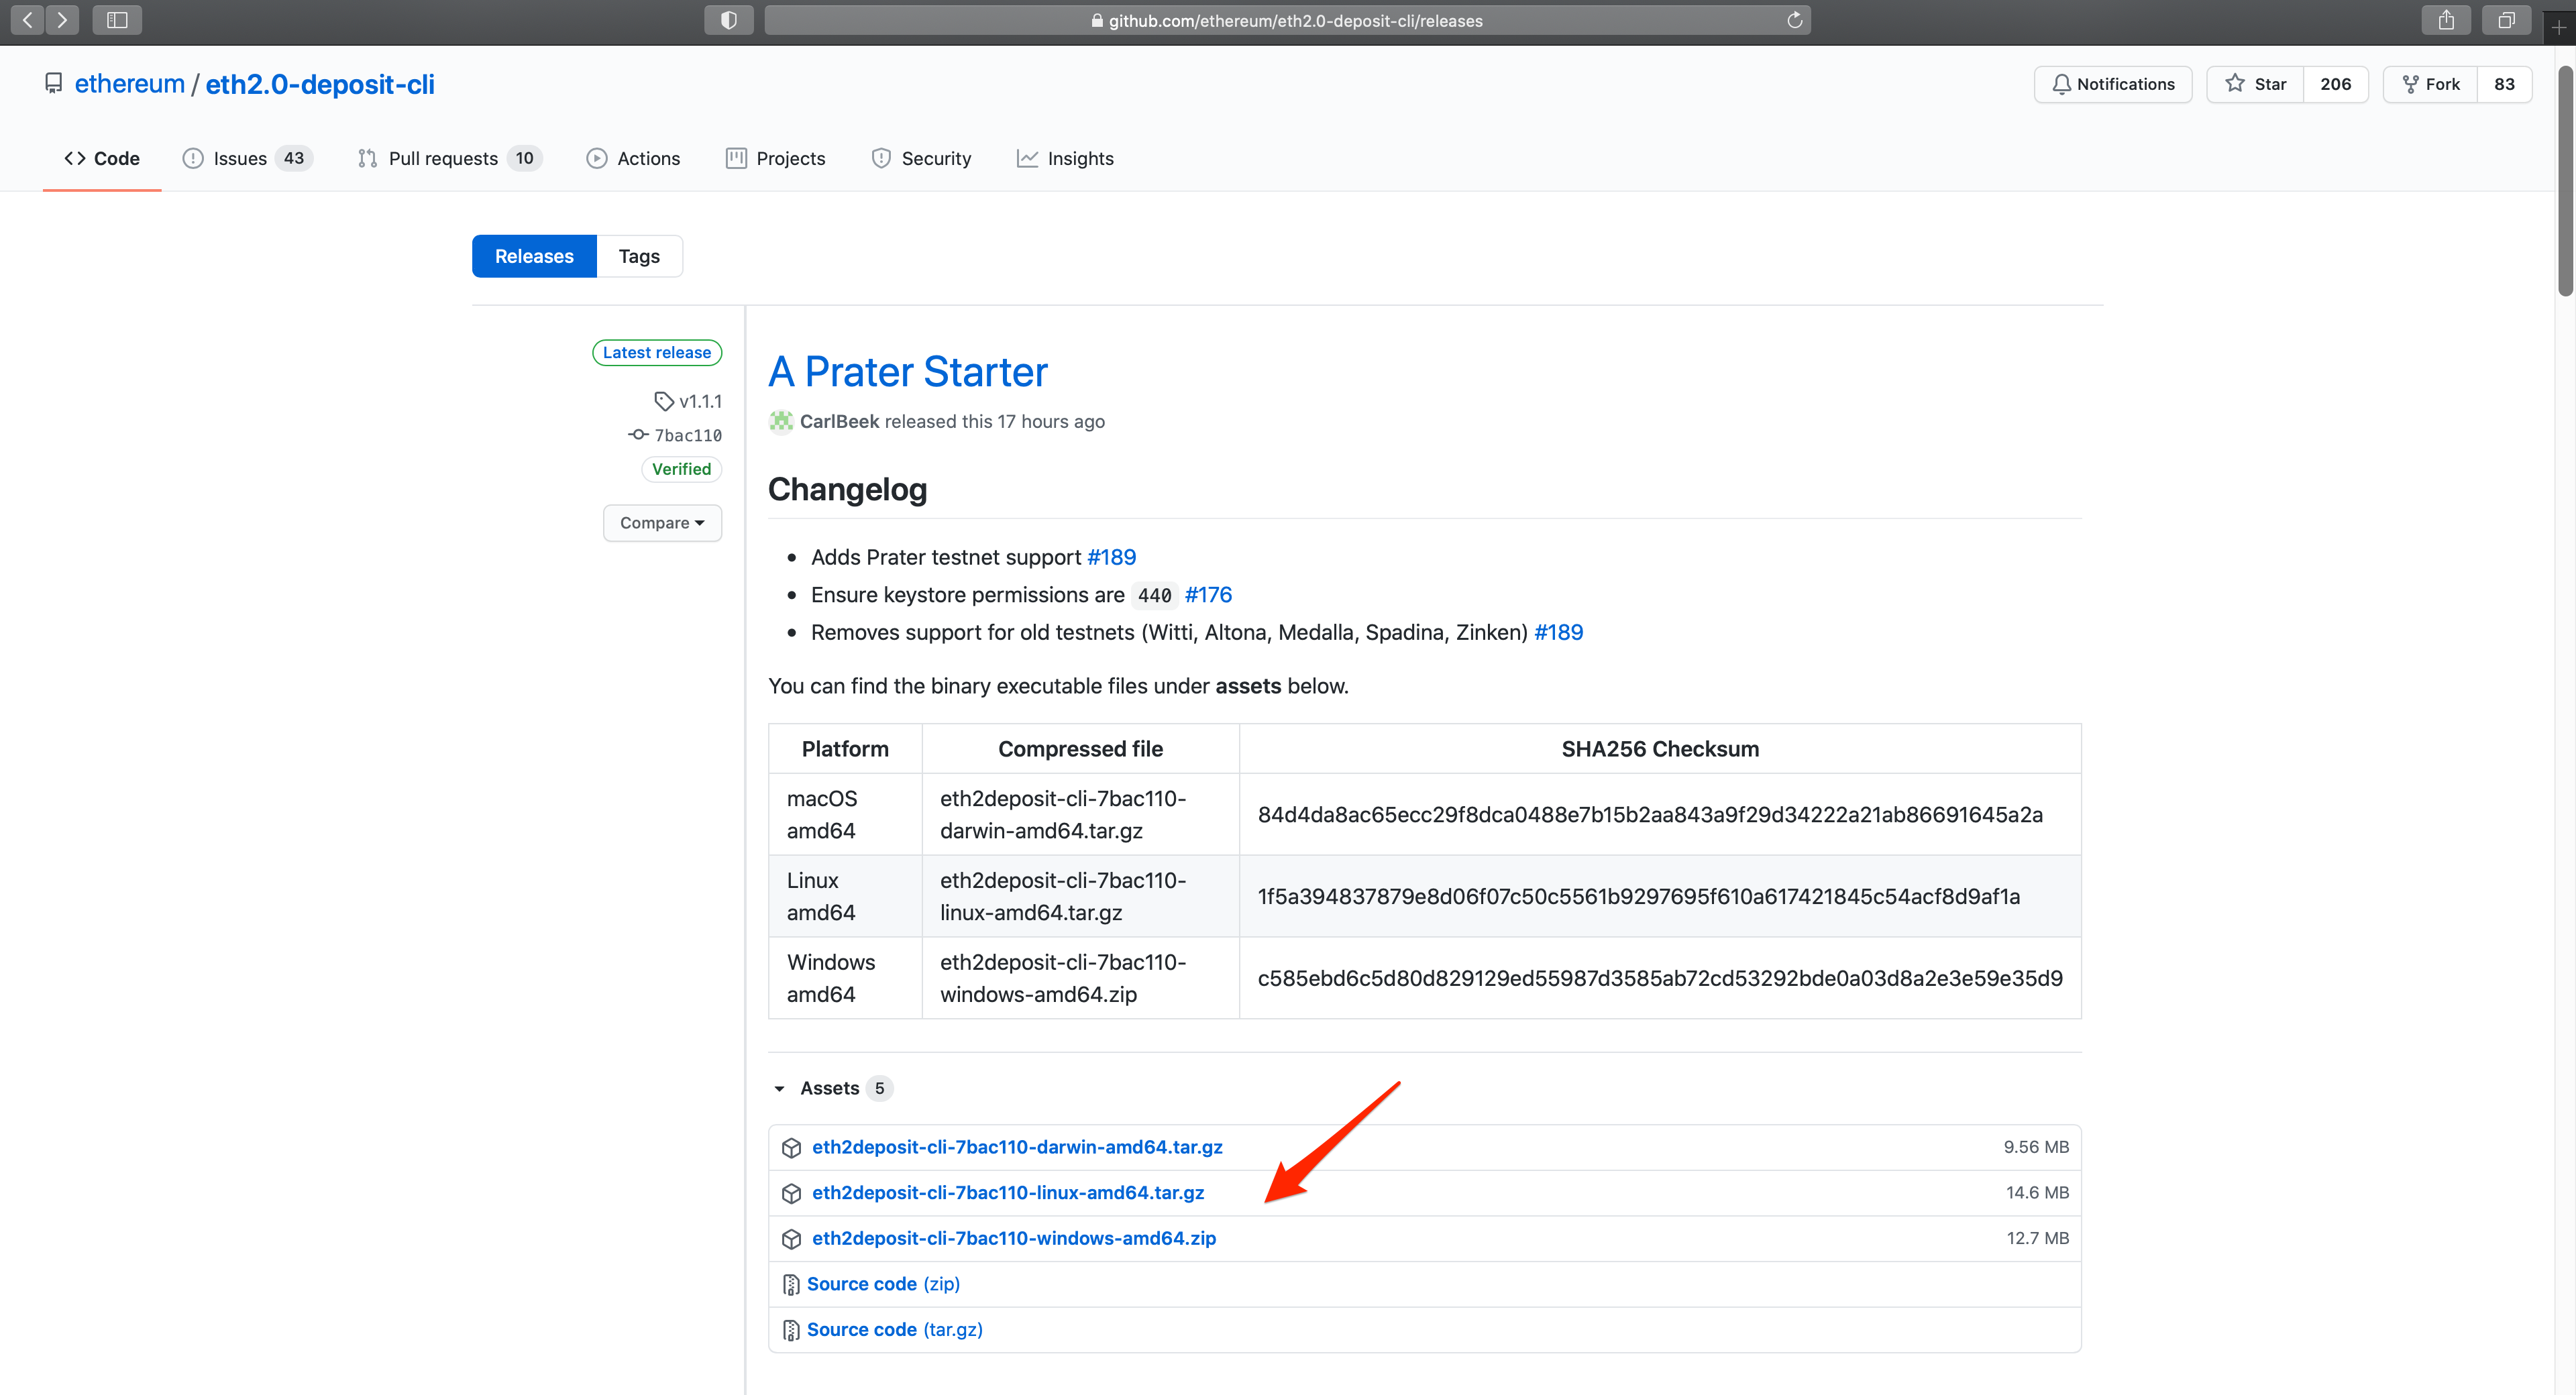 github.com/ethereum/eth2.0-deposit-cli/releases
ethereum / eth2.0-deposit-cli
Notifications
Star 206
Fork 83
Code
Issues 43
Pull requests 10
Actions
Projects
Security
Insights
Releases
Tags
Latest release
v1.1.1
7bac110
Verified
Compare
A Prater Starter
CarlBeek released this 17 hours ago
Changelog
Adds Prater testnet support #189
Ensure keystore permissions are 440 #176
Removes support for old testnets (Witti, Altona, Medalla, Spadina, Zinken) #189
You can find the binary executable files under assets below.
Platform Compressed file SHA256 Checksum
macOS
amd64
eth2deposit-cli-7bac110-
darwin-amd64.tar.gz
84d4da8ac65ecc29f8dca0488e7b15b2aa843a9f29d34222a21ab86691645a2a
Linux
amd64
eth2deposit-cli-7bac110-
linux-amd64.tar.gz
1f5a394837879e8d06f07c50c5561b9297695f610a617421845c54acf8d9af1a
Windows
amd64
eth2deposit-cli-7bac110-
windows-amd64.zip
c585ebd6c5d80d829129ed55987d3585ab72cd53292bde0a03d8a2e3e59e35d9
Assets 5
eth2deposit-cli-7bac110-darwin-amd64.tar.gz 9.56 MB
eth2deposit-cli-7bac110-linux-amd64.tar.gz 14.6 MB
eth2deposit-cli-7bac110-windows-amd64.zip 12.7 MB
Source code (zip)
Source code (tar.gz)